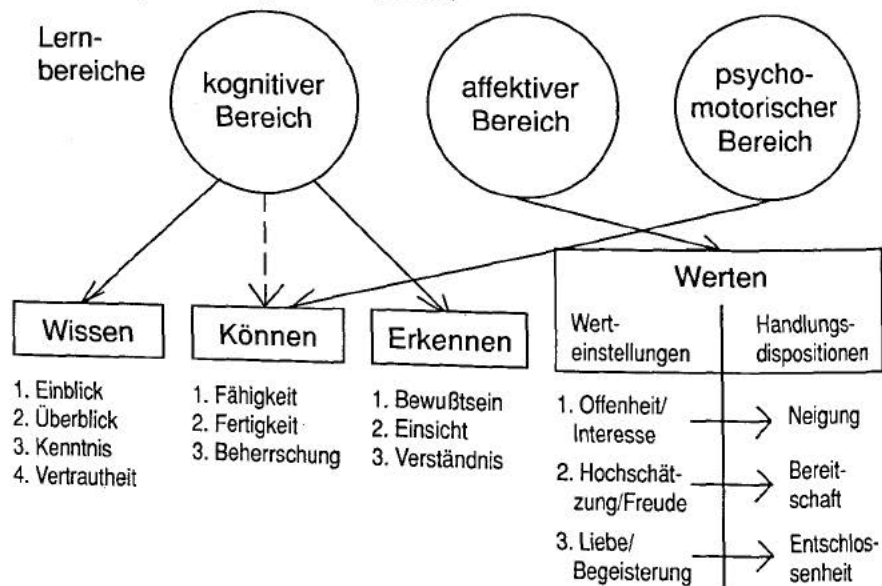 Lern-
bereiche
kognitiver
Bereich
affektiver
Bereich
psycho-
motorischer
Bereich
Wissen
1. Einblick
2. Überblick
3. Kenntnis
4. Vertrautheit
Können
1. Fähigkeit
2. Fertigkeit
3. Beherrschung
Erkennen
1. Bewußtsein
2. Einsicht
3. Verständnis
Werten
Wert-
einstellungen
Handlungs-
dispositionen
1. Offenheit/
Interesse
Neigung
2. Hochschät-
zung/Freude
Bereit-
schaft
3. Liebe/
Begeisterung
Entschlos-
senheit